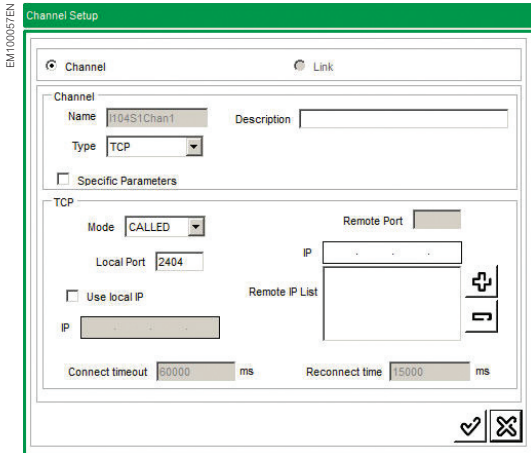 EM100057EN
Channel Setup
Channel
Link
Channel
Name I104S1Chan1
Description
Type TCP
Specific Parameters
TCP
Mode CALLED
Remote Port
Local Port 2404
IP . . .
Use local IP
Remote IP List
IP . . .
Connect timeout 60000 ms
Reconnect time 15000 ms